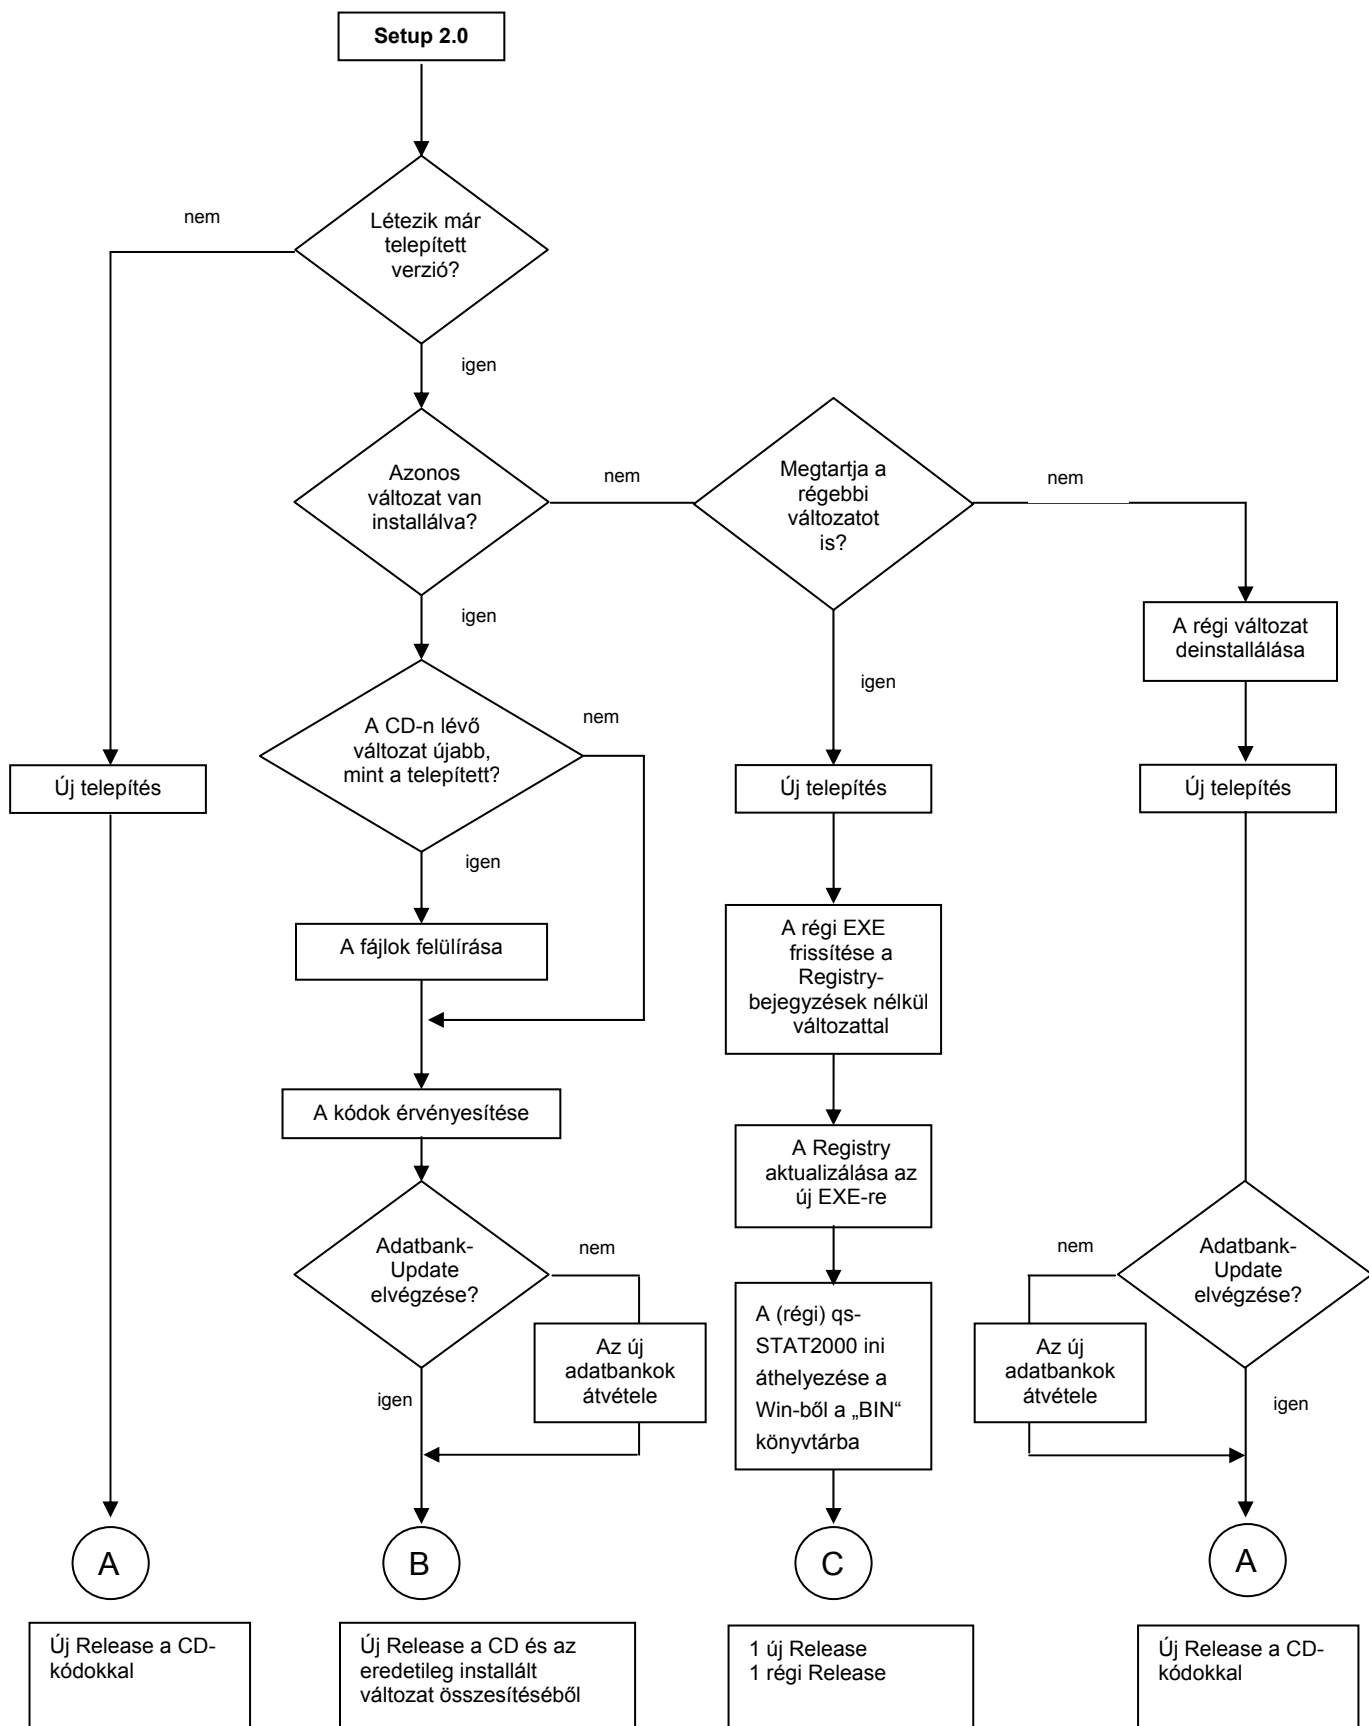 Setup 2.0
nem
Létezik már
telepített
verzió?
igen
Azonos
változat van
installálva?
nem
Megtartja a
régebbi
változatot
is?
nem
igen
A régi változat
deinstallálása
igen
A CD-n lévő
változat újabb,
mint a telepített?
nem
Új telepítés
Új telepítés
Új telepítés
igen
A fájlok felülírása
A régi EXE
frissítése a
Registry-
bejegyzések nélkül
változattal
A kódok érvényesítése
A Registry
aktualizálása az
új EXE-re
Adatbank-
Update
elvégzése?
nem
nem
Adatbank-
Update
elvégzése?
A (régi) qs-
STAT2000 ini
áthelyezése a
Win-ből a „BIN“
könyvtárba
Az új
adatbankok
átvétele
Az új
adatbankok
átvétele
igen
igen
A
B
C
A
Új Release a CD-
kódokkal
Új Release a CD és az
eredetileg installált
változat összesítéséből
1 új Release
1 régi Release
Új Release a CD-
kódokkal